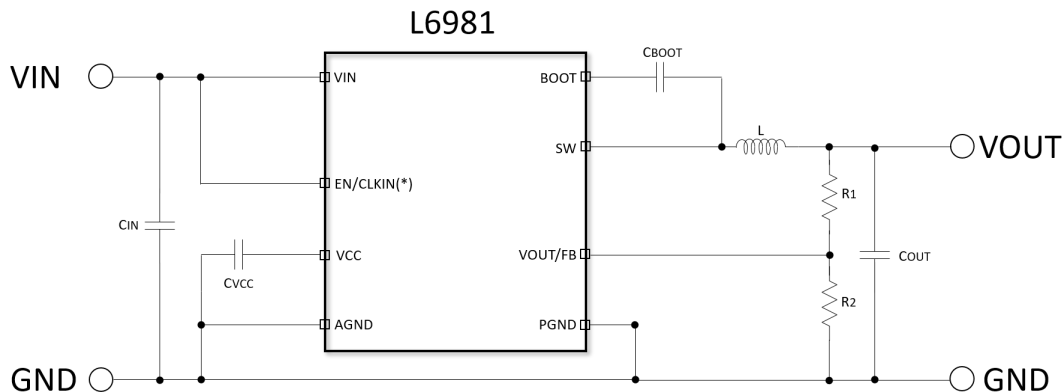 L6981
VIN
VIN
BOOT
CBOOT
L
SW
VOUT
EN/CLKIN(*)
R1
CIN
VCC
CVCC
VOUT/FB
COUT
R2
AGND
PGND
GND
GND